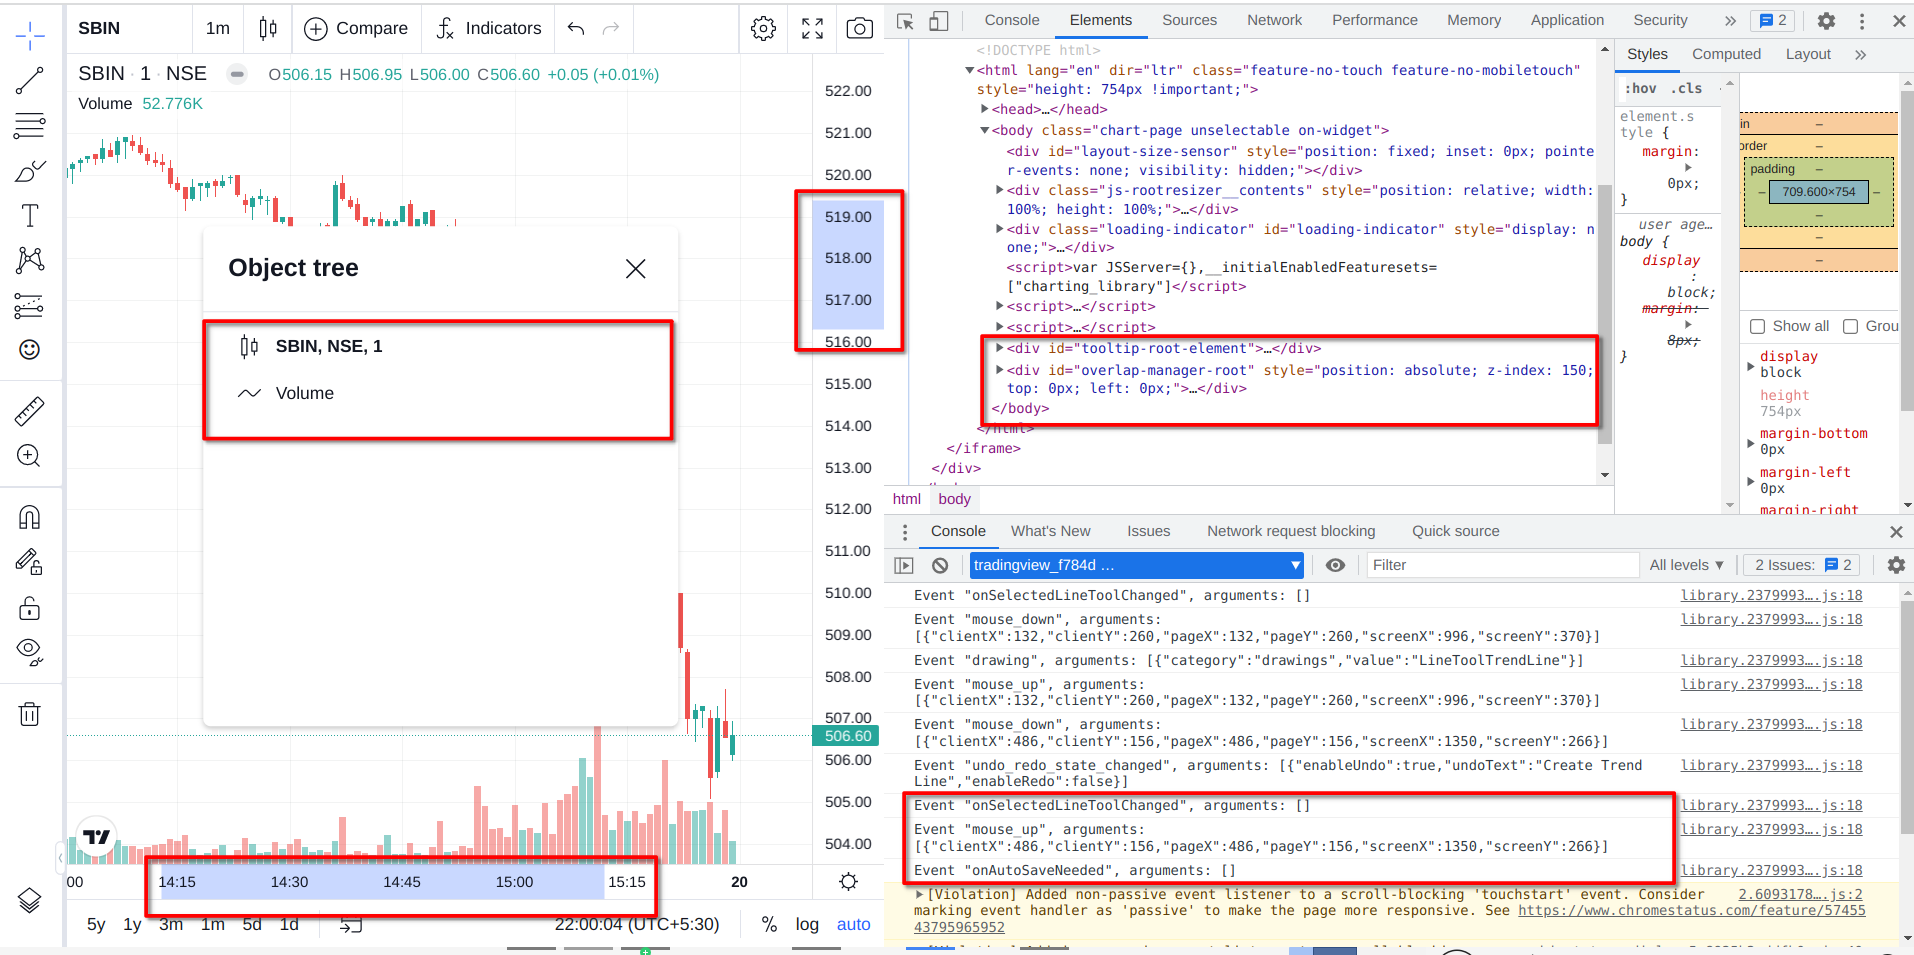 SBIN
1m
Compare
Indicators
SBIN · 1 · NSE
O506.15 H506.95 L506.00 C506.60 +0.05 (+0.01%)
Volume 52.776K
522.00
521.00
520.00
519.00
518.00
517.00
516.00
515.00
514.00
513.00
512.00
511.00
510.00
509.00
508.00
507.00
506.60
506.00
505.00
504.00
Object tree
SBIN, NSE, 1
Volume
00
14:15
14:30
14:45
15:00
15:15
20
5y 1y 3m 1m 5d 1d
22:00:04 (UTC+5:30)
% log auto
Console Elements Sources Network Performance Memory Application Security » 2
<!DOCTYPE html>
<html lang="en" dir="ltr" class="feature-no-touch feature-no-mobiletouch"
style="height: 754px !important;">
<head>…</head>
<body class="chart-page unselectable on-widget">
<div id="layout-size-sensor" style="position: fixed; inset: 0px; pointe
r-events: none; visibility: hidden;"></div>
<div class="js-rootresizer__contents" style="position: relative; width:
100%; height: 100%;">…</div>
<div class="loading-indicator" id="loading-indicator" style="display: n
one;">…</div>
<script>var JSServer={},__initialEnabledFeaturesets=
["charting_library"]</script>
<script>…</script>
<script>…</script>
<div id="tooltip-root-element">…</div>
<div id="overlap-manager-root" style="position: absolute; z-index: 150;
top: 0px; left: 0px;">…</div>
</body>
</html>
</iframe>
</div>
html body
Styles Computed Layout »
:hov .cls
element.s
tyle {
margin:
0px;
}
user age…
body {
display
:
block;
margin:
8px;
}
in –
order –
padding –
– 709.600×754 –
–
–
–
Show all Grou
display
block
height
754px
margin-bottom
0px
margin-left
0px
margin-right
Console What's New Issues Network request blocking Quick source
tradingview_f784d …
Filter
All levels ▼
2 Issues: 2
Event "onSelectedLineToolChanged", arguments: [] library.2379993….js:18
Event "mouse_down", arguments: library.2379993….js:18
[{"clientX":132,"clientY":260,"pageX":132,"pageY":260,"screenX":996,"screenY":370}]
Event "drawing", arguments: [{"category":"drawings","value":"LineToolTrendLine"}] library.2379993….js:18
Event "mouse_up", arguments: library.2379993….js:18
[{"clientX":132,"clientY":260,"pageX":132,"pageY":260,"screenX":996,"screenY":370}]
Event "mouse_down", arguments: library.2379993….js:18
[{"clientX":486,"clientY":156,"pageX":486,"pageY":156,"screenX":1350,"screenY":266}]
Event "undo_redo_state_changed", arguments: [{"enableUndo":true,"undoText":"Create Trend library.2379993….js:18
Line","enableRedo":false}]
Event "onSelectedLineToolChanged", arguments: [] library.2379993….js:18
Event "mouse_up", arguments: library.2379993….js:18
[{"clientX":486,"clientY":156,"pageX":486,"pageY":156,"screenX":1350,"screenY":266}]
Event "onAutoSaveNeeded", arguments: [] library.2379993….js:18
[Violation] Added non-passive event listener to a scroll-blocking 'touchstart' event. Consider 2.6093178….js:2
marking event handler as 'passive' to make the page more responsive. See https://www.chromestatus.com/feature/57455
43795965952